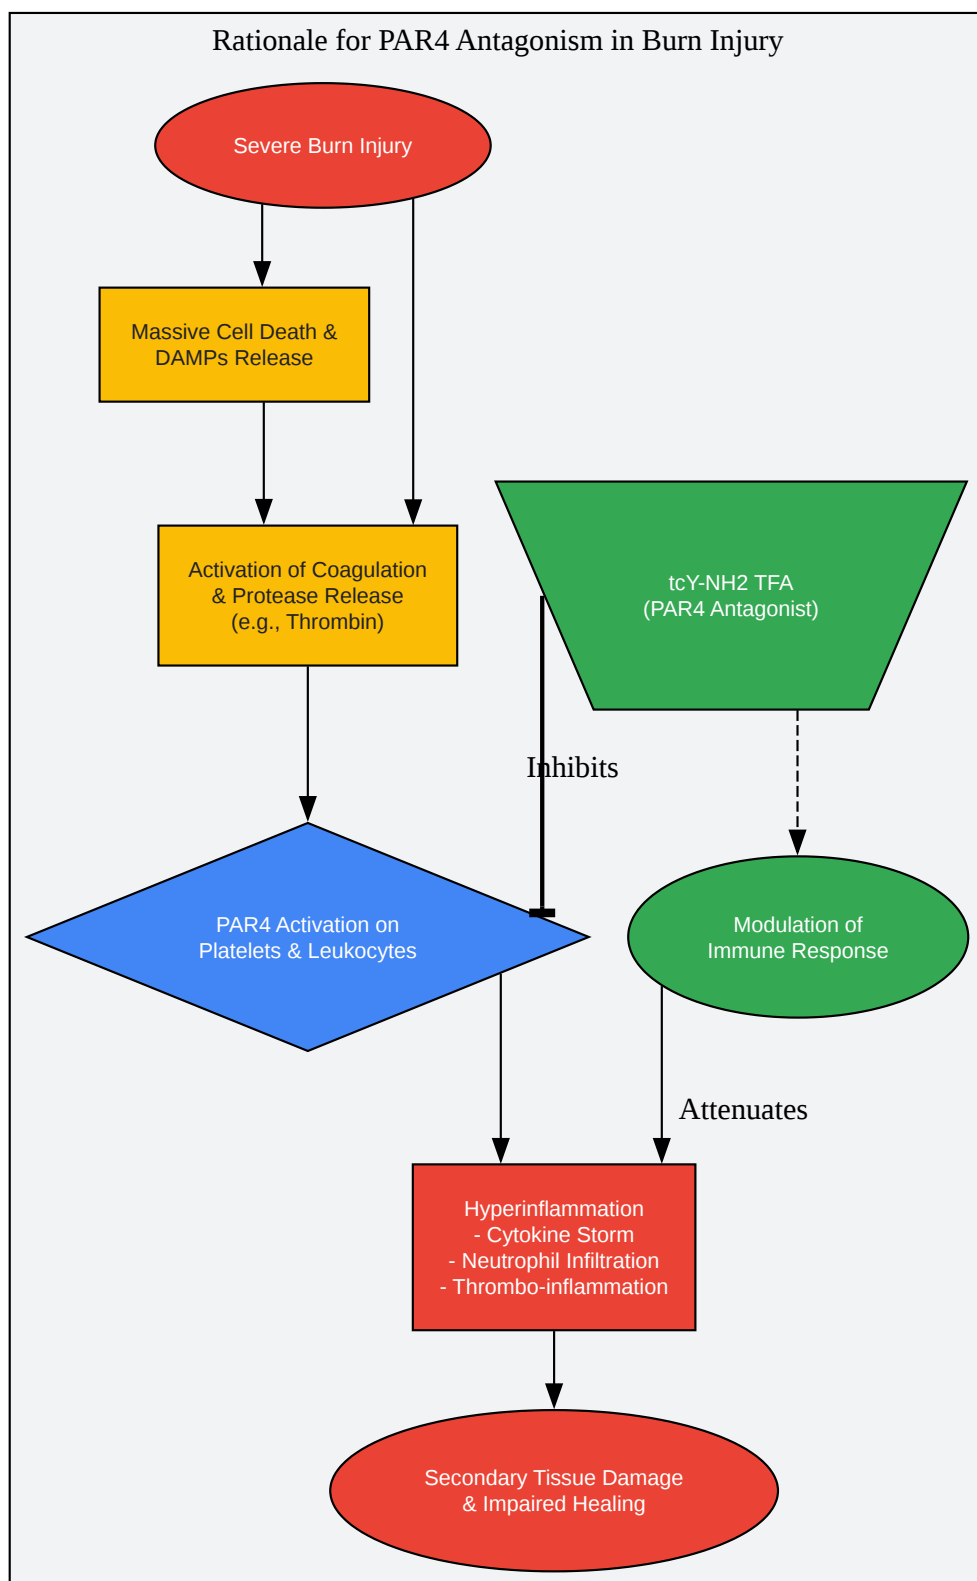 Rationale for PAR4 Antagonism in Burn Injury
Severe Burn Injury
Massive Cell Death &
DAMPs Release
Activation of Coagulation
& Protease Release
(e.g., Thrombin)
tcY-NH2 TFA
(PAR4 Antagonist)
Inhibits
PAR4 Activation on
Platelets & Leukocytes
Modulation of
Immune Response
Attenuates
Hyperinflammation
- Cytokine Storm
- Neutrophil Infiltration
- Thrombo-inflammation
Secondary Tissue Damage
& Impaired Healing